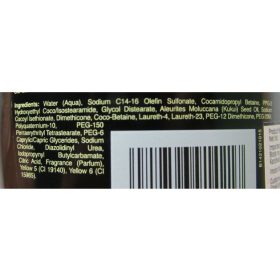 Ingredients: Water (Aqua), Sodium C14-16 Olefin Sulfonate, Cocamidopropyl Betaine, PPG-2
Hydroxyethyl Coco/Isostearamide, Glycol Distearate, Aleurites Moluccana (Kukui) Seed Oil, Sodium
Cocoyl Isethionate, Dimethicone, Coco-Betaine, Laureth-4, Laureth-23, PEG-12 Dimethicone,
Polyquaternium-10, PEG-150
Pentaerythrityl Tetrastearate, PEG-6
Caprylic/Capric Glycerides, Sodium
Chloride, Diazolidinyl Urea,
Iodopropynyl Butylcarbamate,
Citric Acid, Fragrance (Parfum),
Yellow 5 (CI 19140), Yellow 6 (CI
15985).